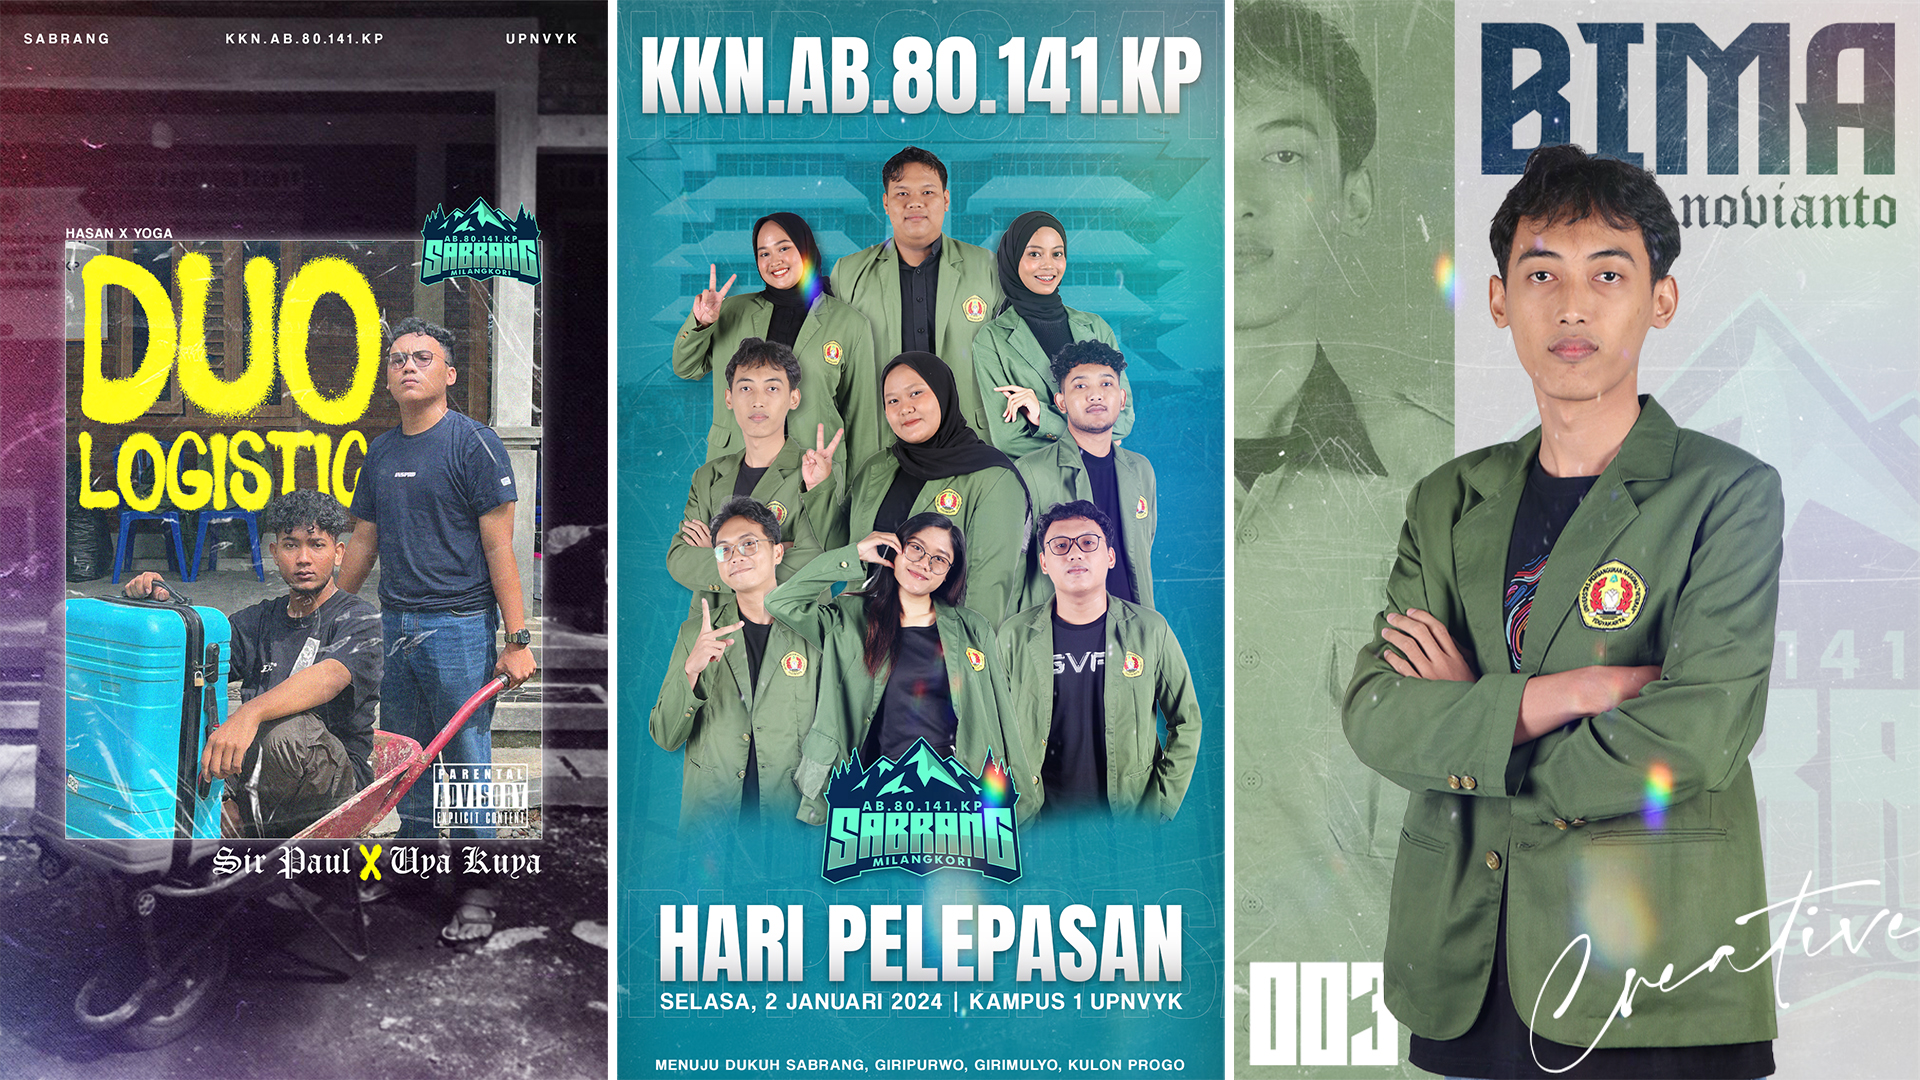 SABRANG
KKN.AB.80.141.KP
UPNVYK
HASAN X YOGA
AB.80.141.KP
SABRANG
MILANGKORI
DUO
LOGISTIC
PARENTAL
ADVISORY
EXPLICIT CONTENT
Sir Paul X Uya Kuya
KKN.AB.80.141.KP
AB.80.141.KP
SABRANG
MILANGKORI
HARI PELEPASAN
SELASA, 2 JANUARI 2024 | KAMPUS 1 UPNVYK
MENUJU DUKUH SABRANG, GIRIPURWO, GIRIMULYO, KULON PROGO
BIMA
novianto
003
Creative